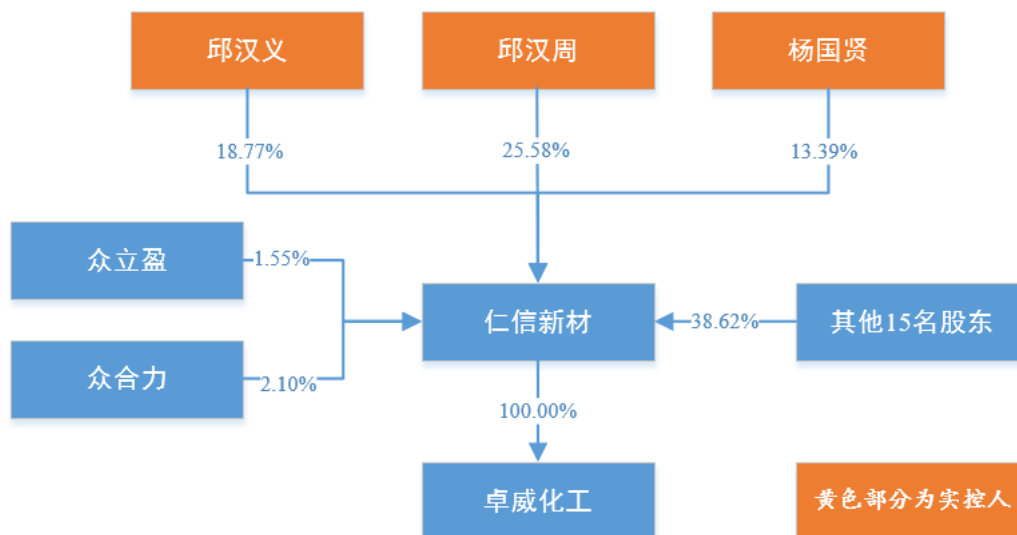 邱汉义
邱汉周
杨国贤
18.77%
25.58%
13.39%
众立盈
1.55%
仁信新材
38.62%
其他15名股东
众合力
2.10%
100.00%
卓威化工
黄色部分为实控人